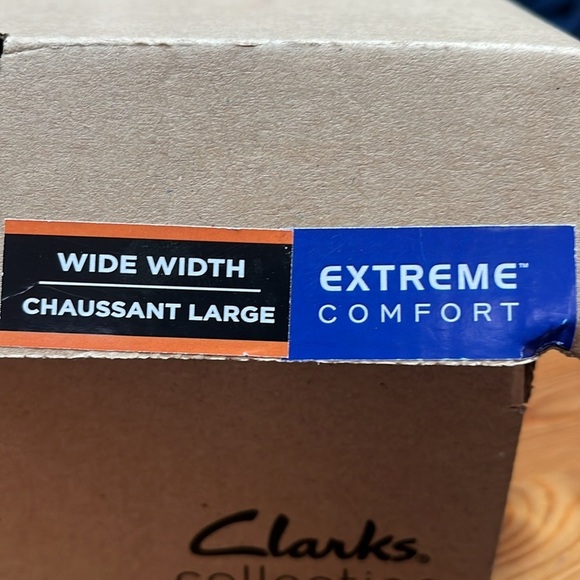 WIDE WIDTH
CHAUSSANT LARGE
EXTREME™
COMFORT
Clarks.